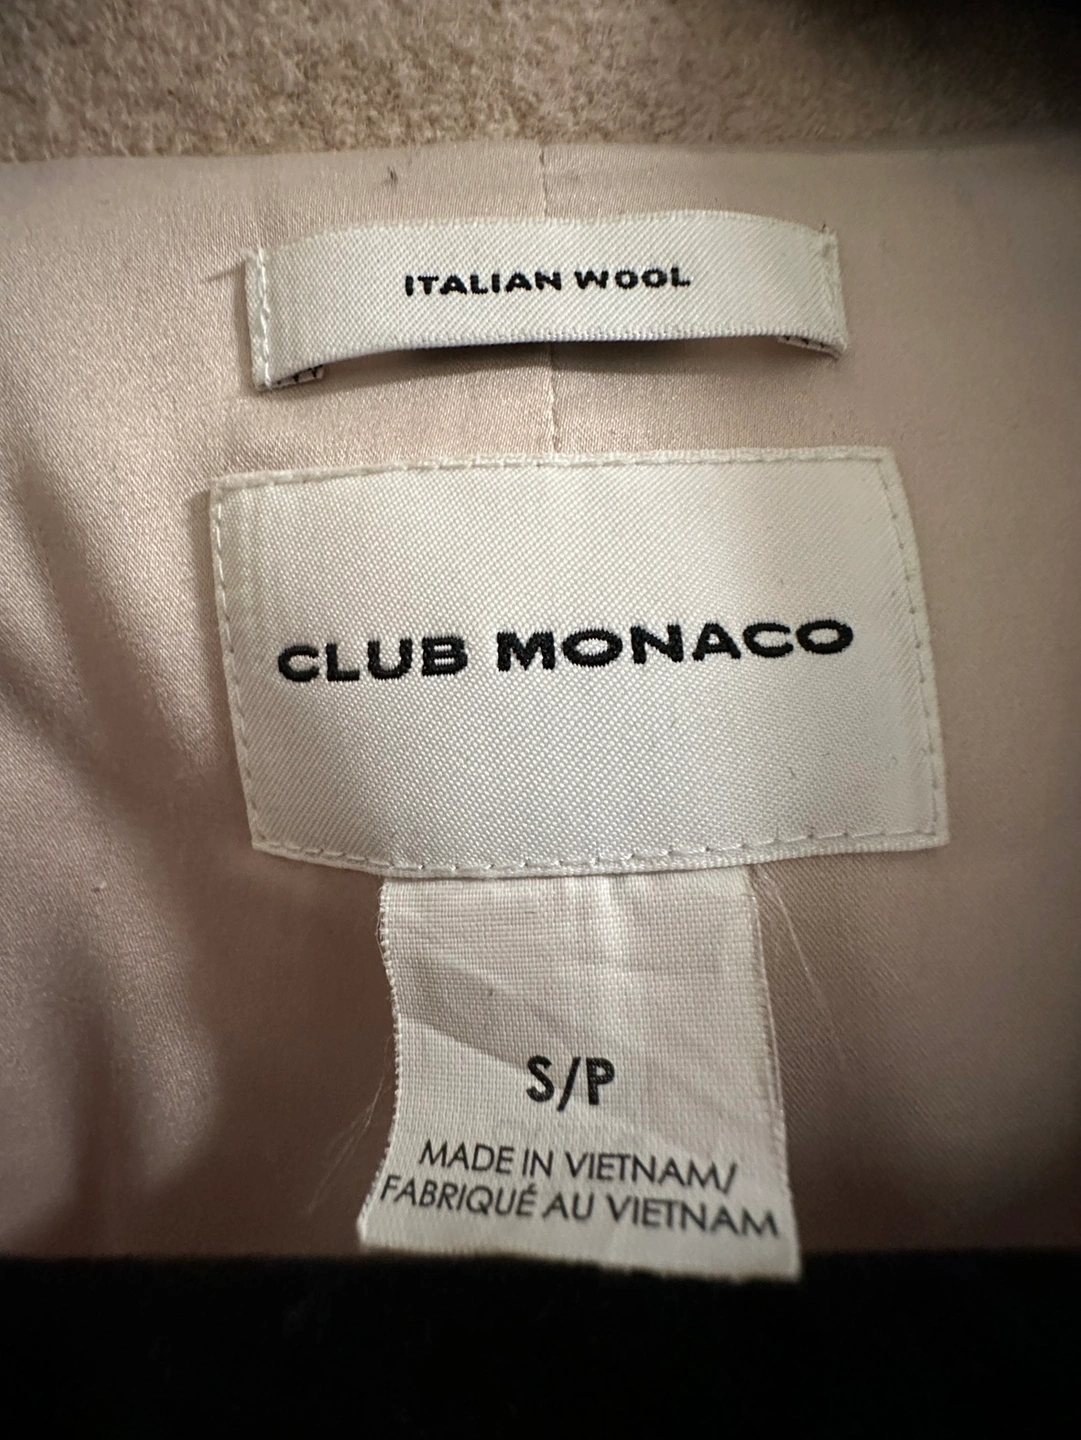 ITALIAN WOOL
CLUB MONACO
S/P
MADE IN VIETNAM/
FABRIQUÉ AU VIETNAM